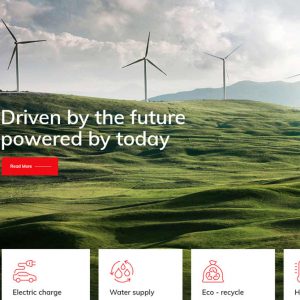 Driven by the future
powered by today
Read More
Electric charge
Water supply
Eco - recycle
H